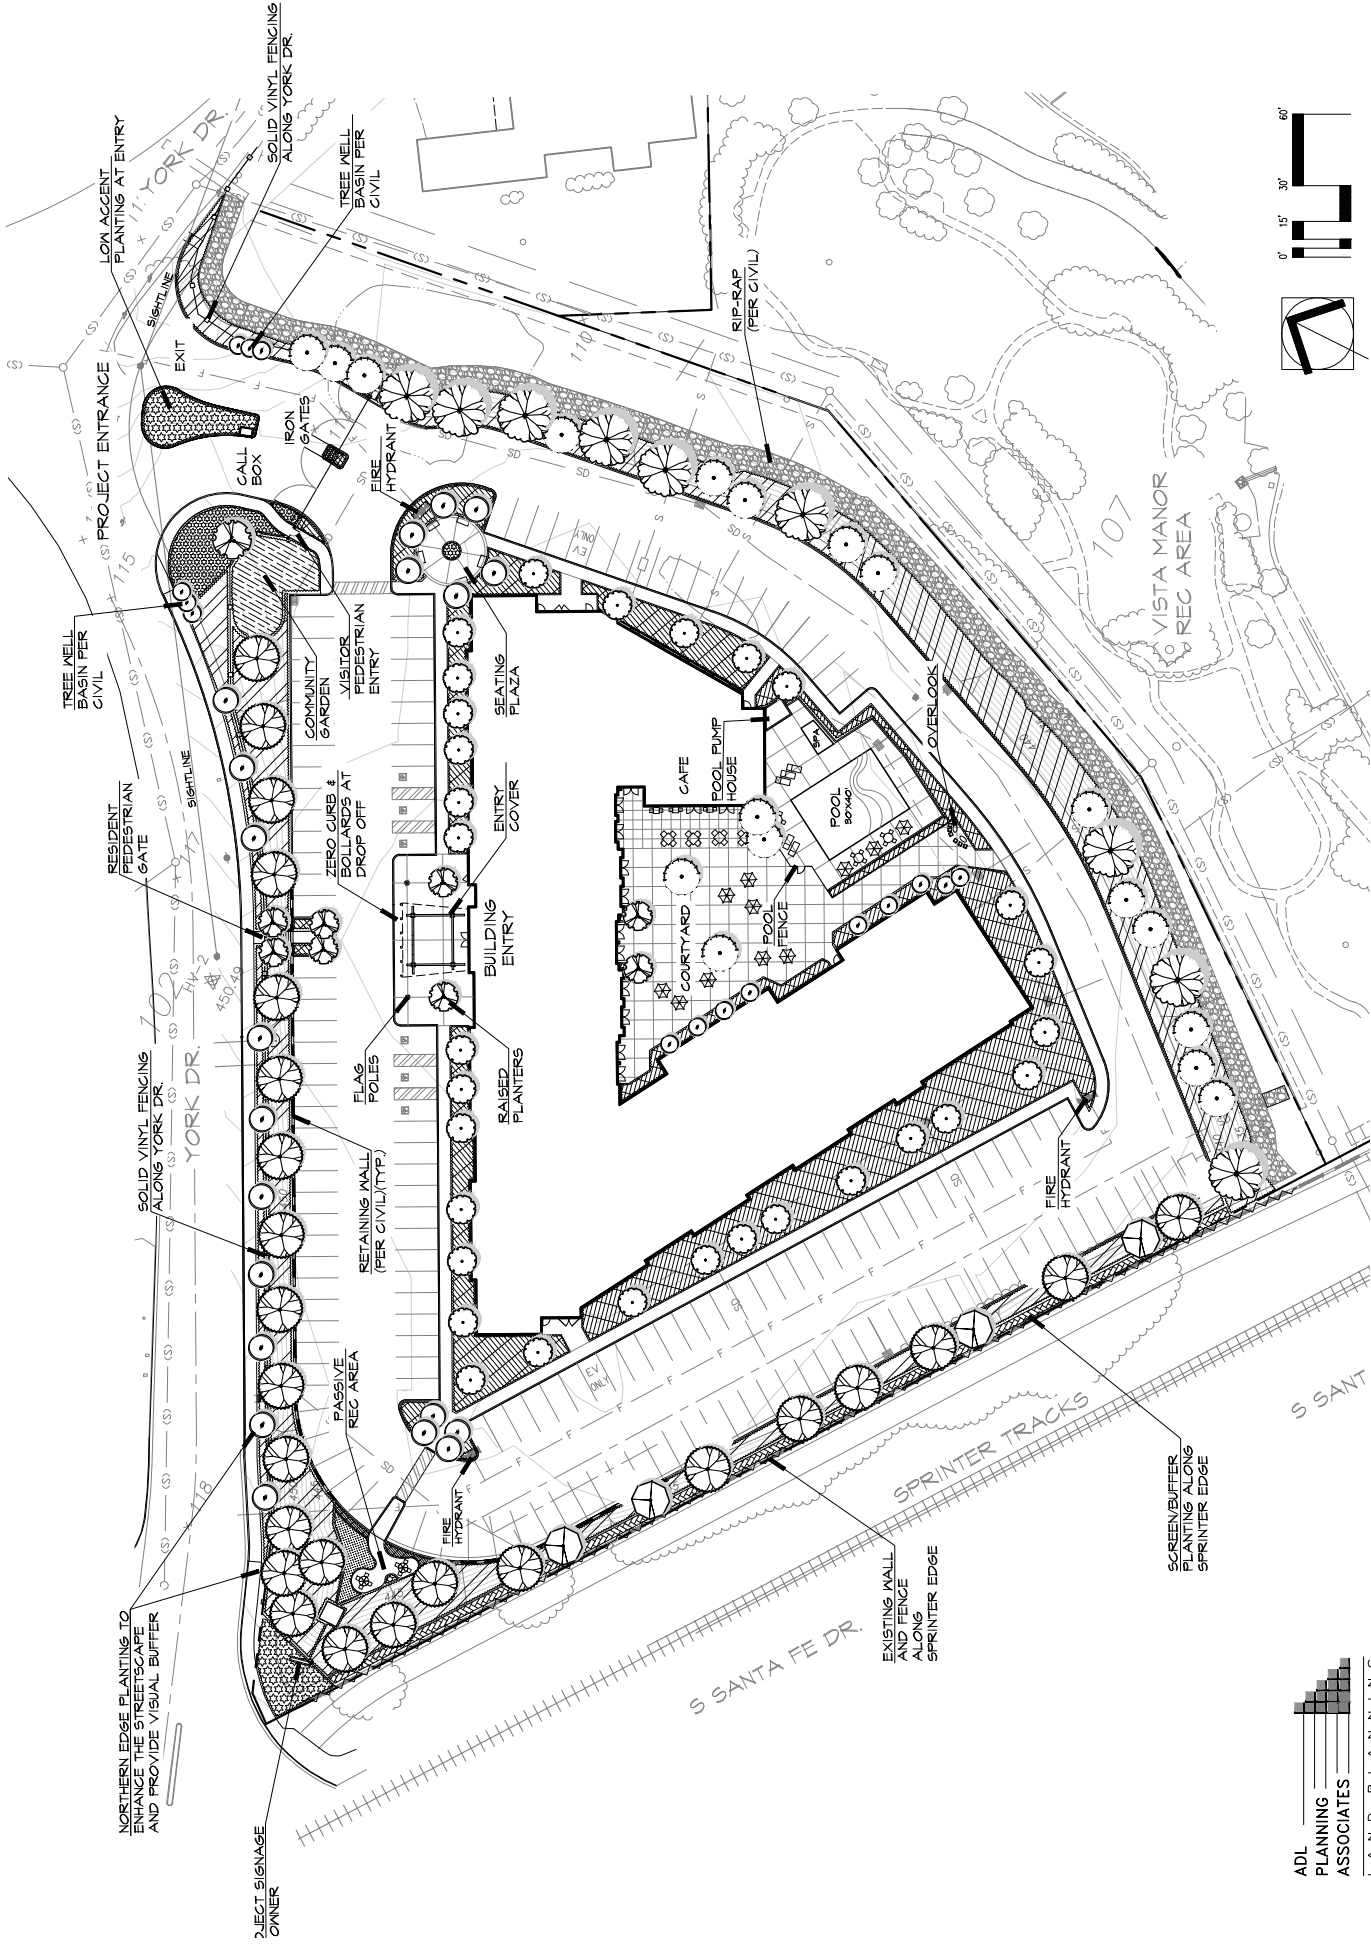 SOLID VINYL FENCING
ALONG YORK DR.
LOW ACCENT
PLANTING AT ENTRY
TREE WELL
BASIN PER
CIVIL
YORK DR.
SIGHTLINE
EXIT
PROJECT ENTRANCE
CALL
BOX
IRON
GATES
FIRE
HYDRANT
RIP-RAP
(PER CIVIL)
110
115
TREE WELL
BASIN PER
CIVIL
COMMUNITY
GARDEN
VISITOR
PEDESTRIAN
ENTRY
SEATING
PLAZA
EV
ONLY
107
VISTA MANOR
REC AREA
SIGHTLINE
RESIDENT
PEDESTRIAN
GATE
ZERO CURB &
BOLLARDS AT
DROP OFF
ENTRY
COVER
CAFE
POOL PUMP
HOUSE
SPA
POOL
OVERLOOK
BUILDING
ENTRY
COURTYARD
POOL
FENCE
102
HV-2
450.49
117
YORK DR.
SOLID VINYL FENCING
ALONG YORK DR.
FLAG
POLES
RAISED
PLANTERS
RETAINING WALL
(PER CIVIL)(TYP.)
FIRE
HYDRANT
PASSIVE
REC AREA
EV
ONLY
FIRE
HYDRANT
118
SPRINTER TRACKS
S SANT
SCREEN/BUFFER
PLANTING ALONG
SPRINTER EDGE
EXISTING WALL
AND FENCE
ALONG
SPRINTER EDGE
S SANTA FE DR.
NORTHERN EDGE PLANTING TO
ENHANCE THE STREETSCAPE
AND PROVIDE VISUAL BUFFER
OJECT SIGNAGE
OWNER
0' 15' 30' 60'
ADL
PLANNING
ASSOCIATES